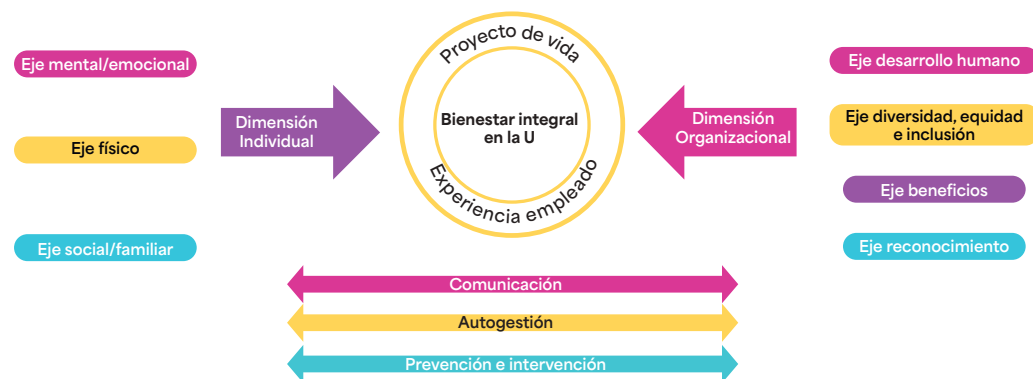 Eje mental/emocional
Eje físico
Eje social/familiar
Dimensión
Individual
Proyecto de vida
Bienestar integral
en la U
Experiencia empleado
Dimensión
Organizacional
Eje desarrollo humano
Eje diversidad, equidad
e inclusión
Eje beneficios
Eje reconocimiento
Comunicación
Autogestión
Prevención e intervención